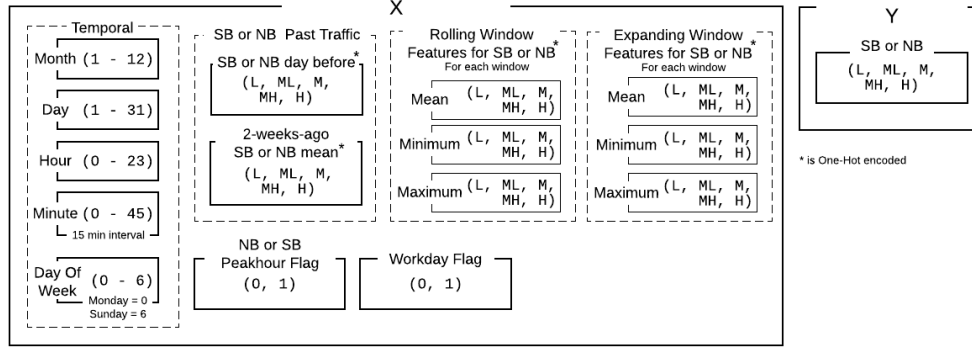 X
Temporal
Month (1 - 12)
Day (1 - 31)
Hour (0 - 23)
Minute (0 - 45)
15 min interval
Day Of
Week (0 - 6)
Monday = 0
Sunday = 6
SB or NB Past Traffic
SB or NB day before*
(L, ML, M,
MH, H)
2-weeks-ago
SB or NB mean*
(L, ML, M,
MH, H)
Rolling Window
Features for SB or NB*
For each window
Mean (L, ML, M,
MH, H)
Minimum (L, ML, M,
MH, H)
Maximum (L, ML, M,
MH, H)
Expanding Window
Features for SB or NB*
For each window
Mean (L, ML, M,
MH, H)
Minimum (L, ML, M,
MH, H)
Maximum (L, ML, M,
MH, H)
NB or SB
Peakhour Flag
(0, 1)
Workday Flag
(0, 1)
Y
SB or NB
(L, ML, M,
MH, H)
* is One-Hot encoded